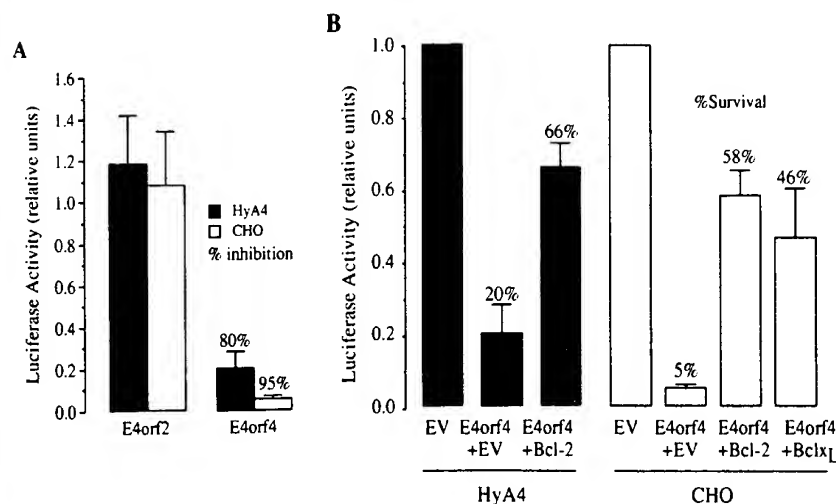 A
Luciferase Activity (relative units)
1.6
1.4
1.2
1.0
0.8
0.6
0.4
0.2
0.0
HyA4
CHO
% inhibition
80%
95%
E4orf2
E4orf4
B
Luciferase Activity (relative units)
1.0
0.8
0.6
0.4
0.2
0.0
%Survival
20%
66%
5%
58%
46%
EV
E4orf4
+EV
E4orf4
+Bcl-2
EV
E4orf4
+EV
E4orf4
+Bcl-2
E4orf4
+BclxL
HyA4
CHO